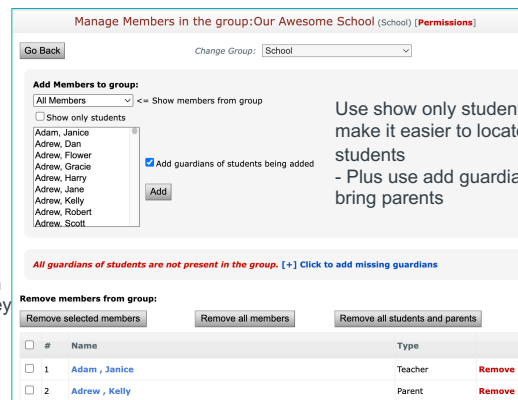 Manage Members in the group:Our Awesome School (School) [Permissions]
Go Back
Change Group: School
Add Members to group:
All Members <= Show members from group
Show only students
Adam, Janice
Adrew, Dan
Adrew, Flower
Adrew, Gracie
Adrew, Harry
Adrew, Jane
Adrew, Kelly
Adrew, Robert
Adrew, Scott
Add guardians of students being added
Add
Use show only
make it easier to
students
- Plus use add
bring parents
All guardians of students are not present in the group. [+] Click to add missing guardians
Remove members from group:
Remove selected members Remove all members Remove all students and parents
# Name Type
1 Adam , Janice Teacher Remove
2 Adrew , Kelly Parent Remove